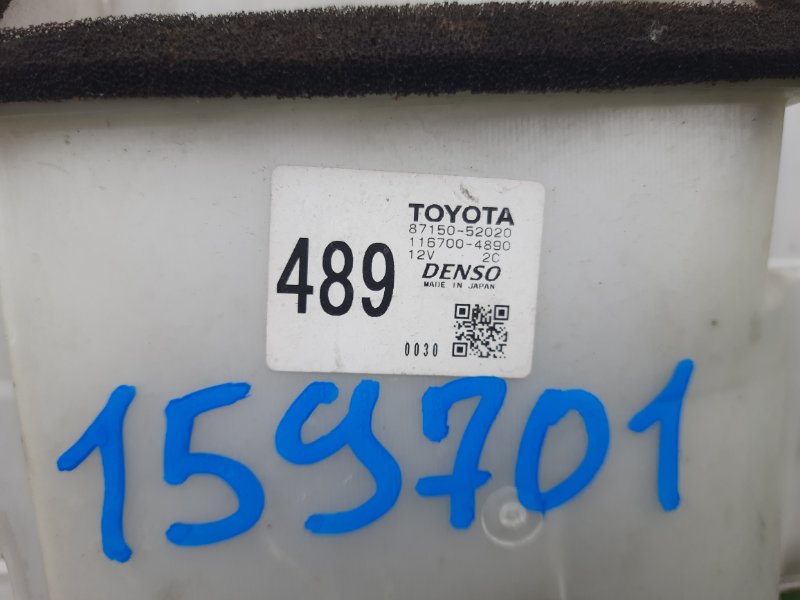 TOYOTA
87150-52020
116700-4890
12V 2C
DENSO
MADE IN JAPAN
489
0030
159701